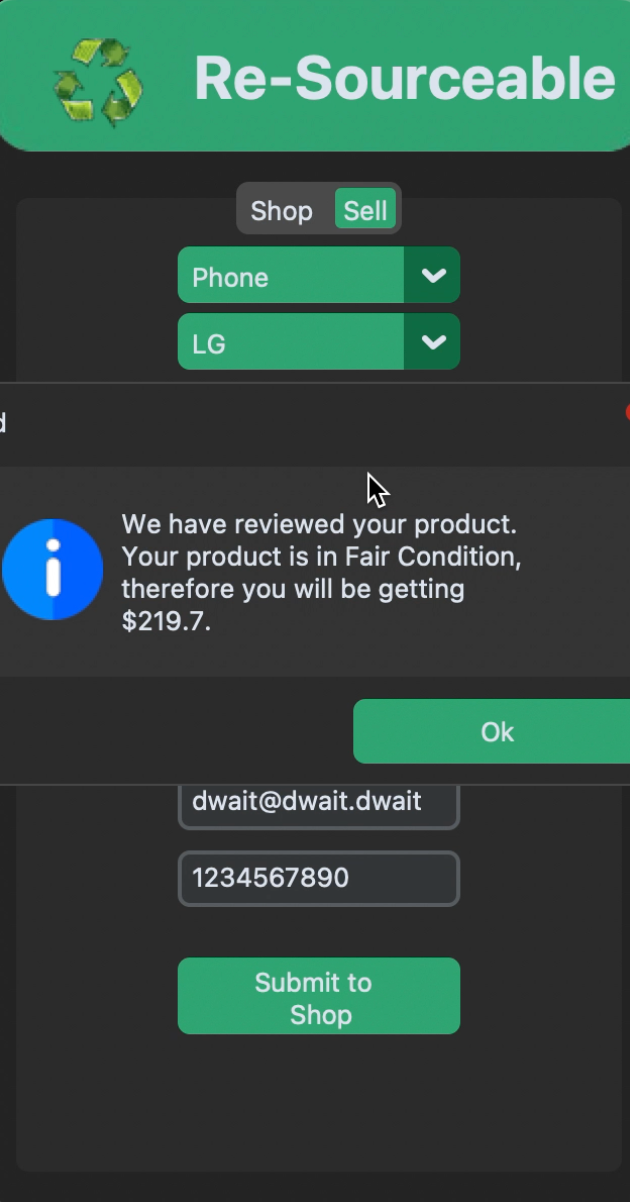 Re-Sourceable
Shop Sell
Phone
LG
d
We have reviewed your product.
Your product is in Fair Condition,
therefore you will be getting
$219.7.
Ok
dwait@dwait.dwait
1234567890
Submit to
Shop